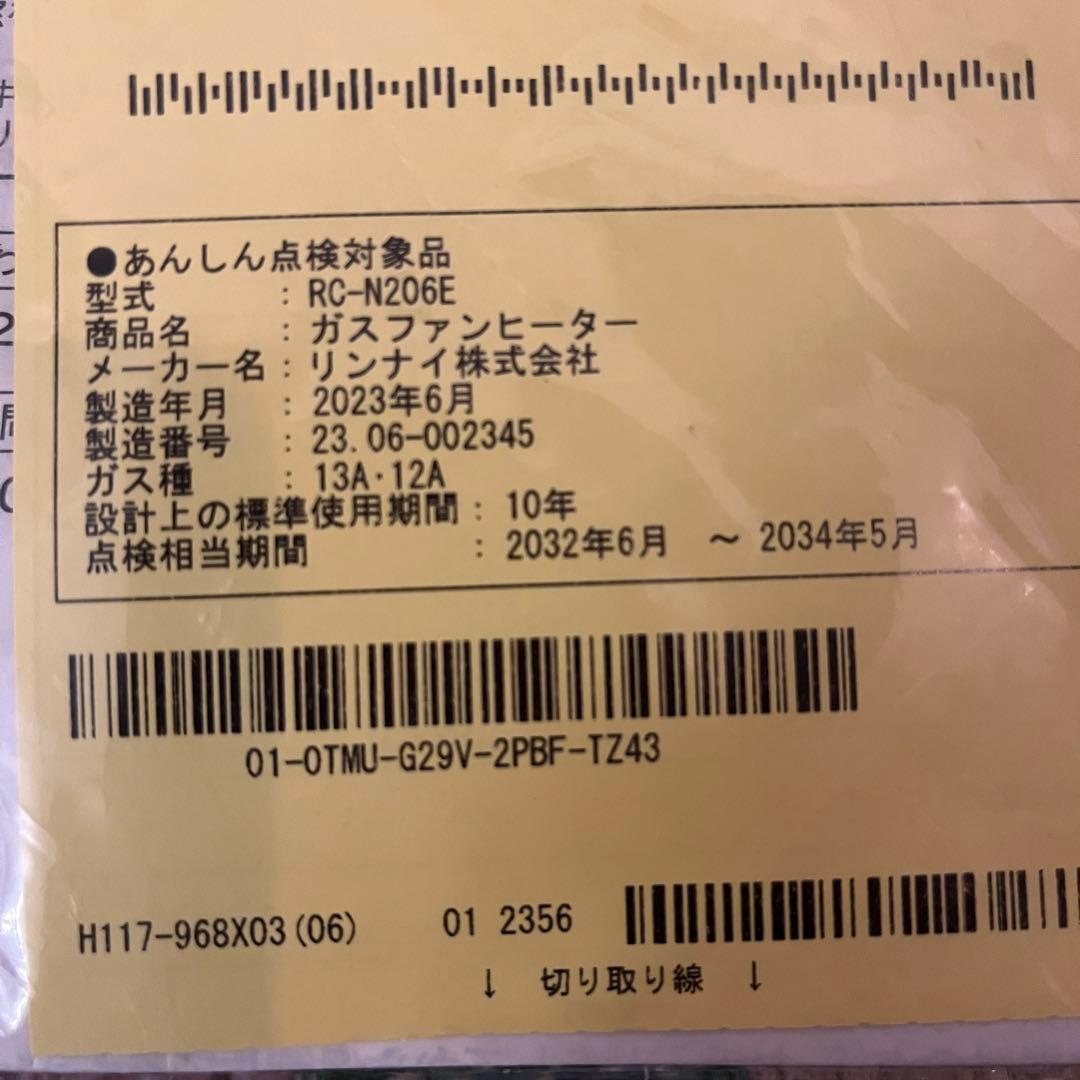 ●あんしん点検対象品
型式 : RC-N206E
商品名 : ガスファンヒーター
メーカー名 : リンナイ株式会社
製造年月 : 2023年6月
製造番号 : 23.06-002345
ガス種 : 13A・12A
設計上の標準使用期間 : 10年
点検相当期間 : 2032年6月 ～ 2034年5月
01-0TMU-G29V-2PBF-TZ43
H117-968X03(06) 01 2356
↓ 切り取り線 ↓